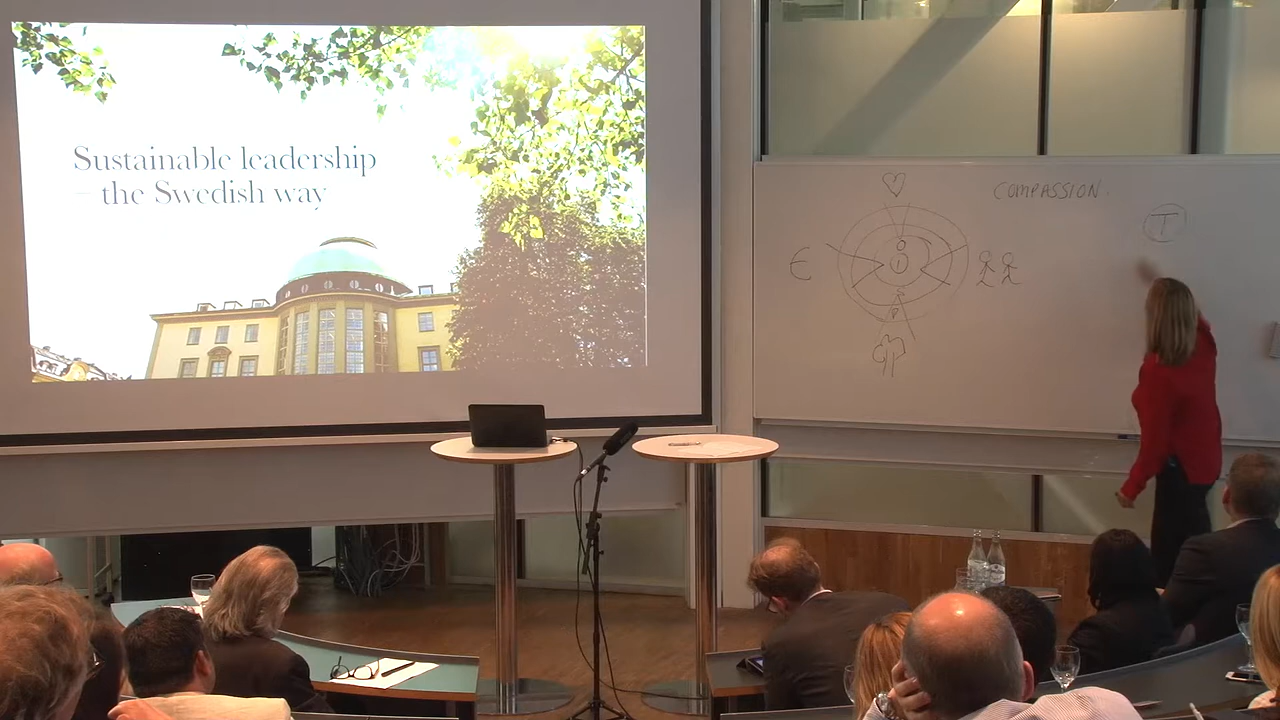 Sustainable leadership
– the Swedish way
COMPASSION.
T
E